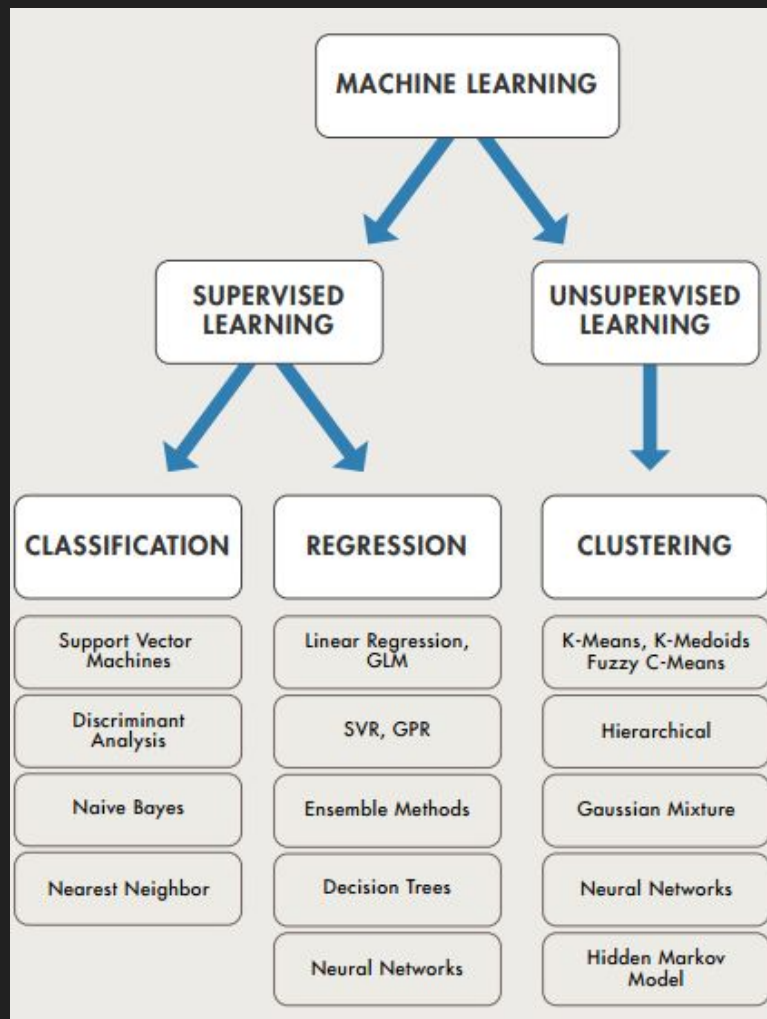 MACHINE LEARNING
SUPERVISED
LEARNING
UNSUPERVISED
LEARNING
CLASSIFICATION
Support Vector
Machines
Discriminant
Analysis
Naive Bayes
Nearest Neighbor
REGRESSION
Linear Regression,
GLM
SVR, GPR
Ensemble Methods
Decision Trees
Neural Networks
CLUSTERING
K-Means, K-Medoids
Fuzzy C-Means
Hierarchical
Gaussian Mixture
Neural Networks
Hidden Markov
Model